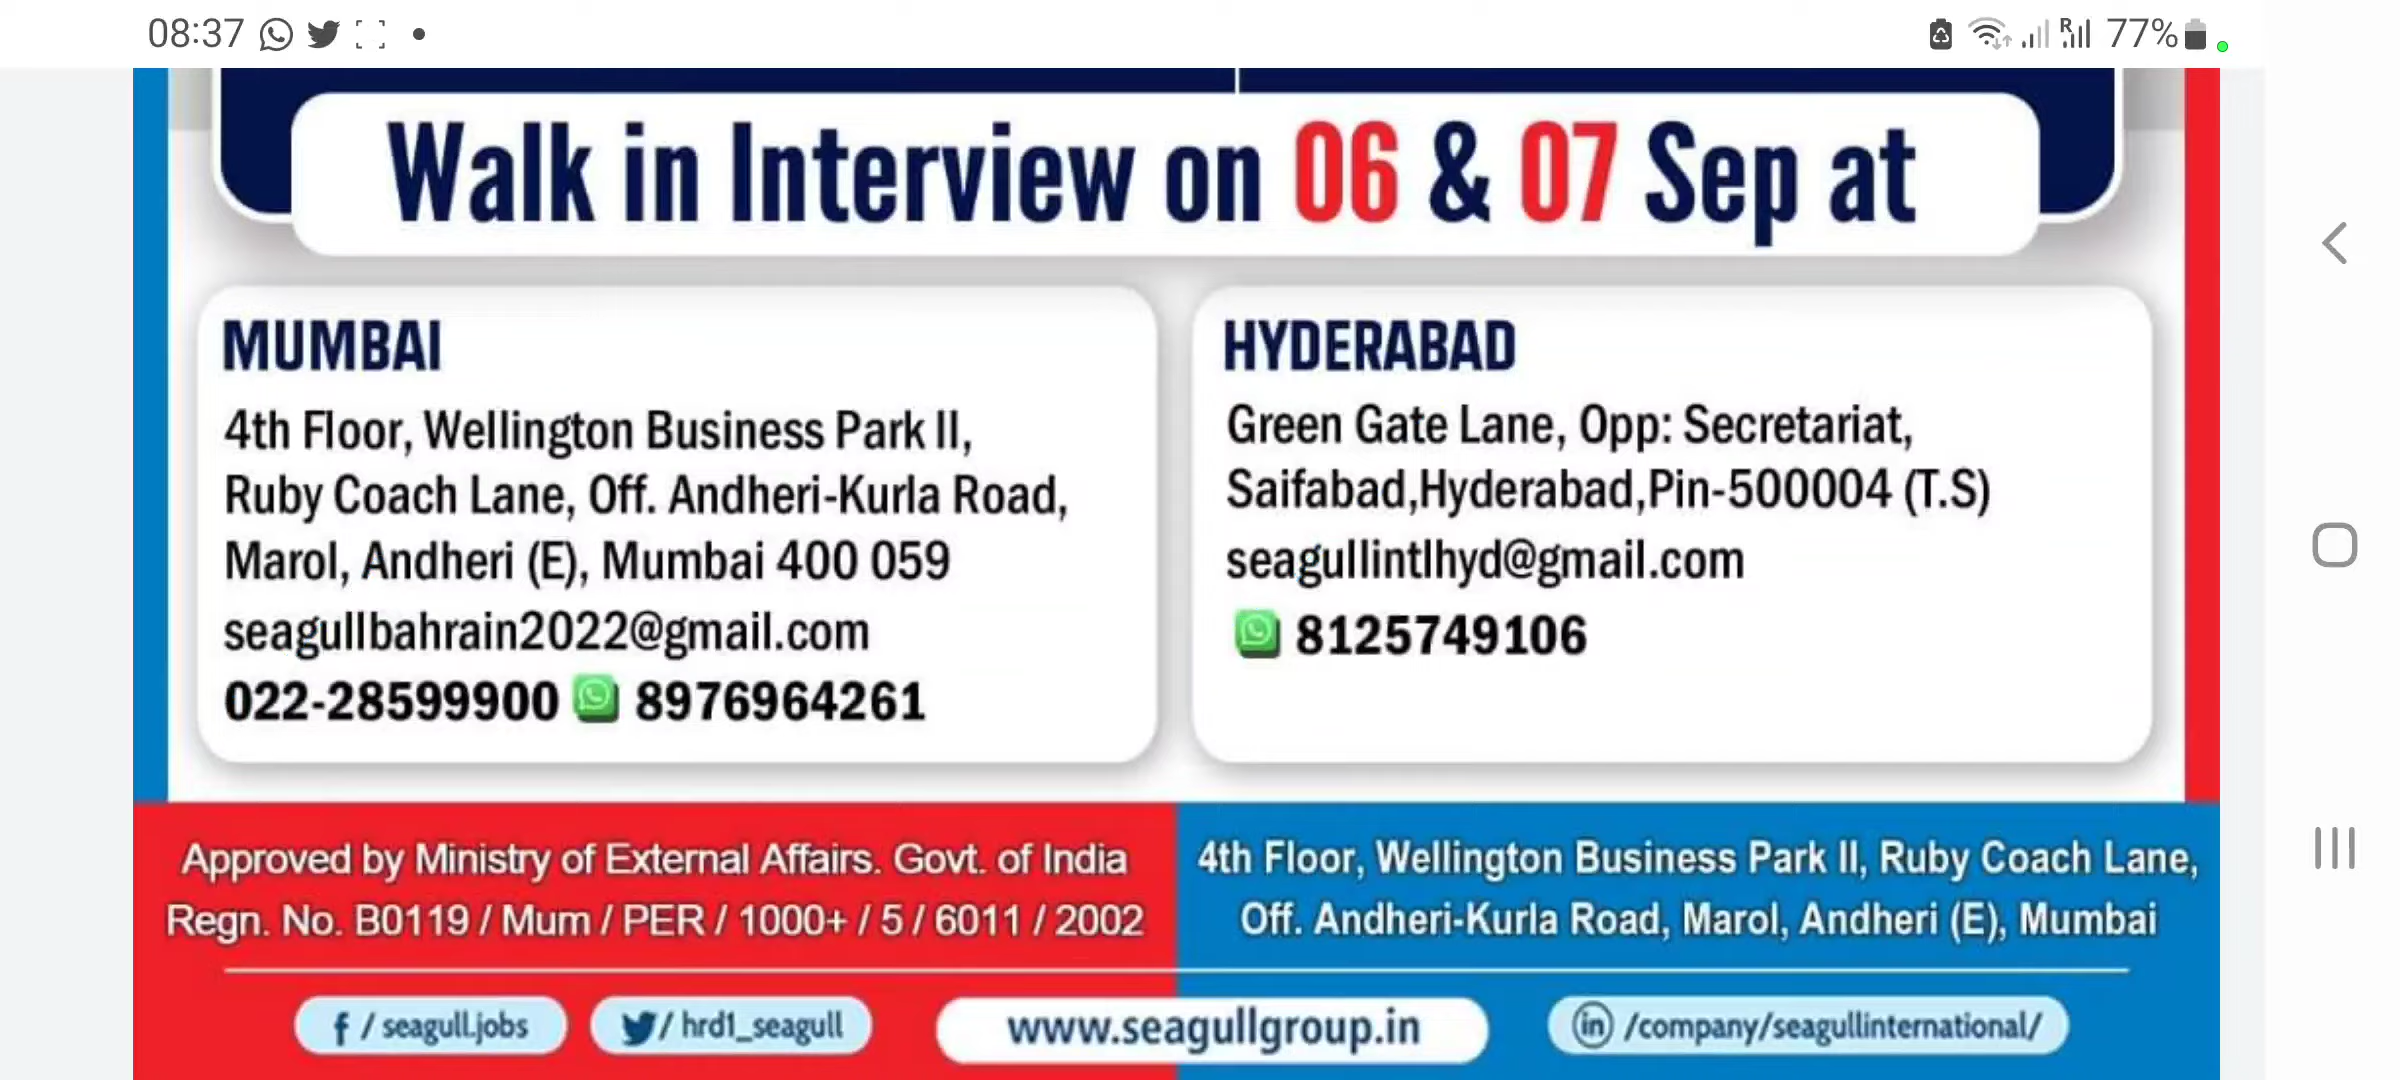 08:37
77%
Walk in Interview on 06 & 07 Sep at
MUMBAI
4th Floor, Wellington Business Park II,
Ruby Coach Lane, Off. Andheri-Kurla Road,
Marol, Andheri (E), Mumbai 400 059
seagullbahrain2022@gmail.com
022-28599900 8976964261
HYDERABAD
Green Gate Lane, Opp: Secretariat,
Saifabad,Hyderabad,Pin-500004 (T.S)
seagullintlhyd@gmail.com
8125749106
Approved by Ministry of External Affairs. Govt. of India
Regn. No. B0119 / Mum / PER / 1000+ / 5 / 6011 / 2002
4th Floor, Wellington Business Park II, Ruby Coach Lane,
Off. Andheri-Kurla Road, Marol, Andheri (E), Mumbai
f / seagull.jobs
/ hrd1_seagull
www.seagullgroup.in
in /company/seagullinternational/